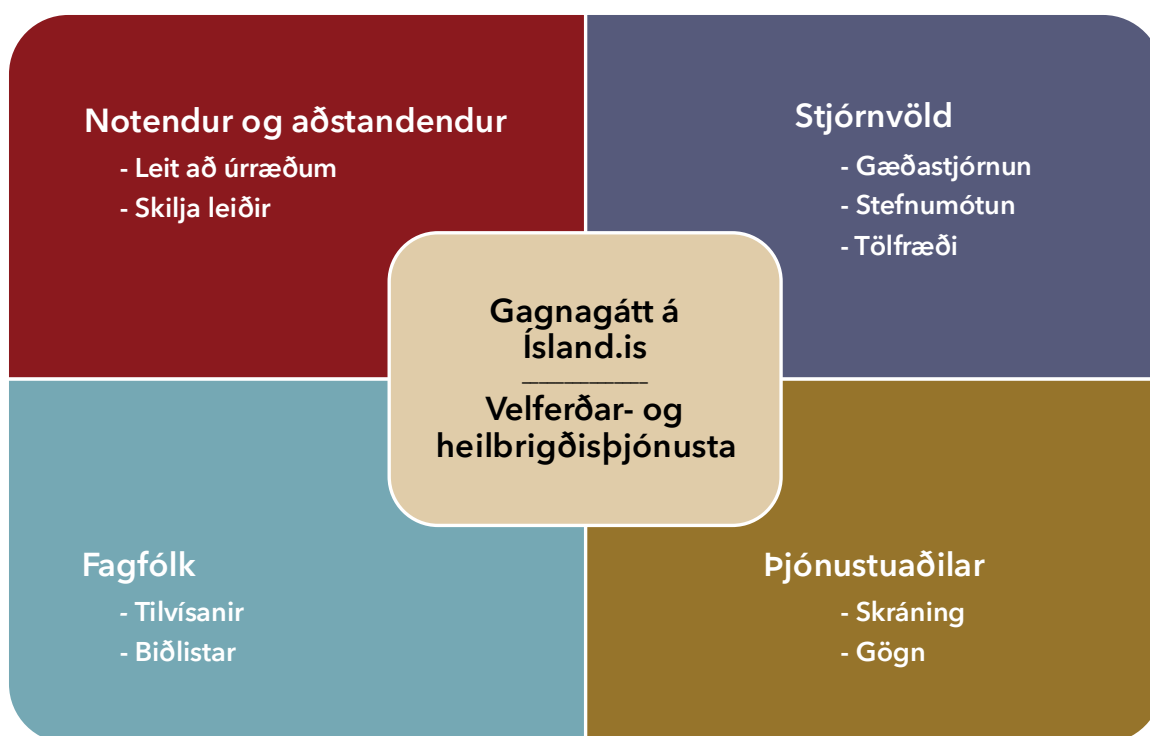 Notendur og aðstandendur
- Leit að úrræðum
- Skilja leiðir
Stjórnvöld
- Gæðastjórnun
- Stefnumótun
- Tölfræði
Gagnagátt á
Ísland.is
Velferðar- og
heilbrigðisþjónusta
Fagfólk
- Tilvísanir
- Biðlistar
Þjónustuaðilar
- Skráning
- Gögn